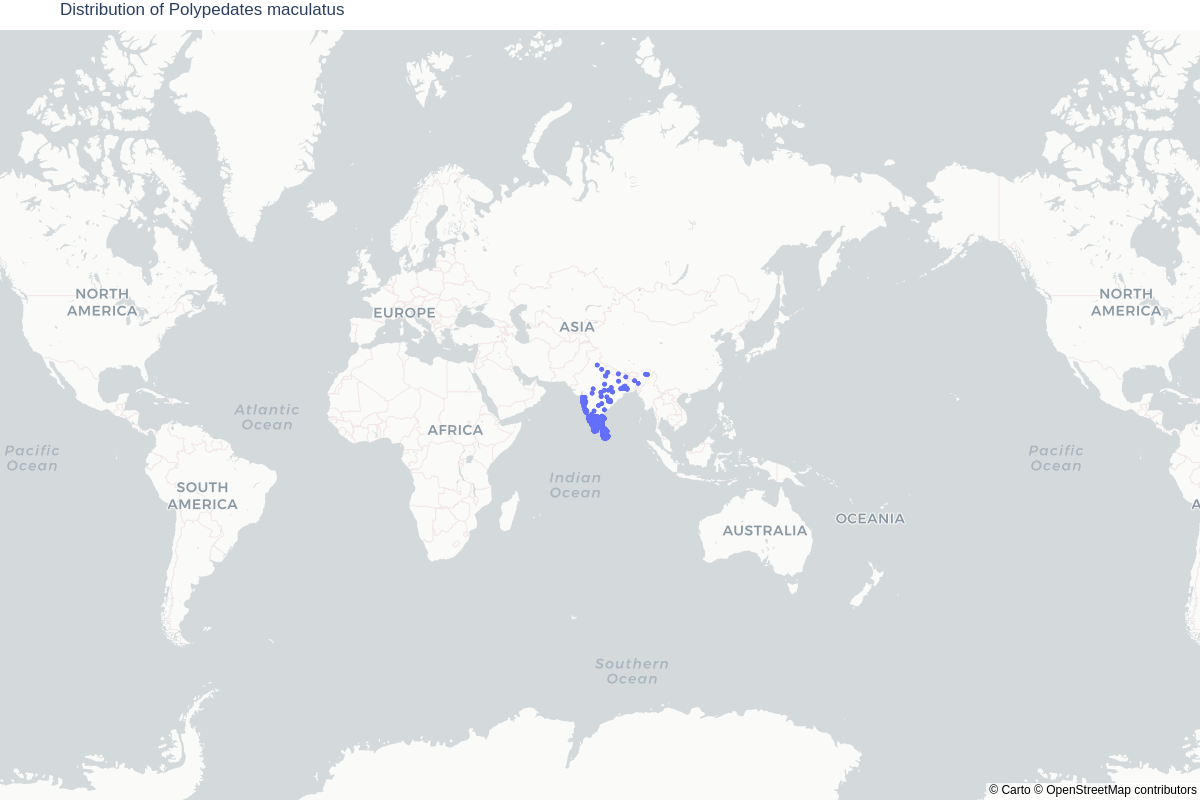 Distribution of Polypedates maculatus
NORTH
AMERICA
EUROPE
ASIA
NORTH
AMERICA
Atlantic
Ocean
AFRICA
Pacific
Ocean
Pacific
Ocean
SOUTH
AMERICA
Indian
Ocean
A
AUSTRALIA
OCEANIA
Southern
Ocean
© Carto © OpenStreetMap contributors